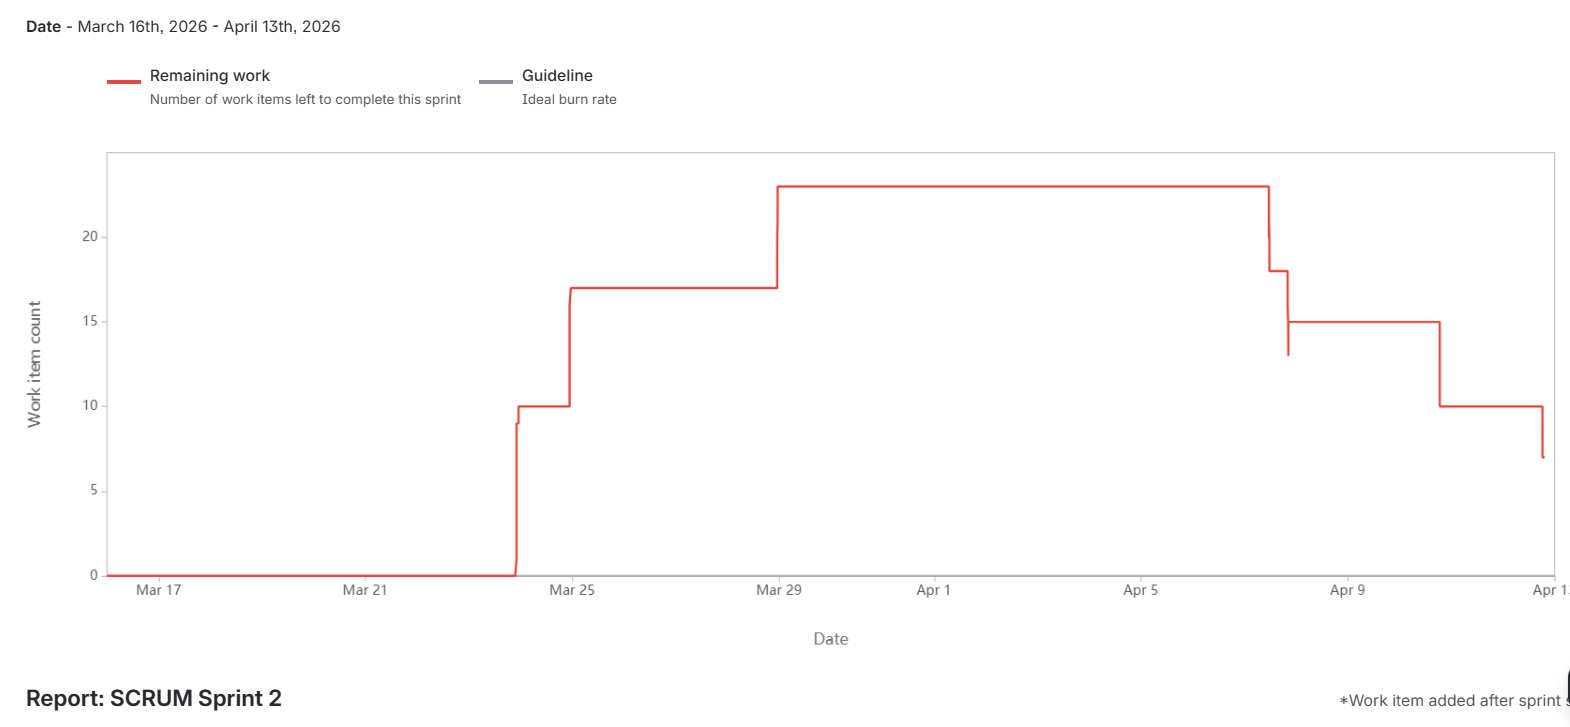 Date - March 16th, 2026 - April 13th, 2026
Remaining work
Number of work items left to complete this sprint
Guideline
Ideal burn rate
Work item count
20
15
10
5
0
Mar 17 Mar 21 Mar 25 Mar 29 Apr 1 Apr 5 Apr 9 Apr 1
Date
Report: SCRUM Sprint 2
*Work item added after sprint